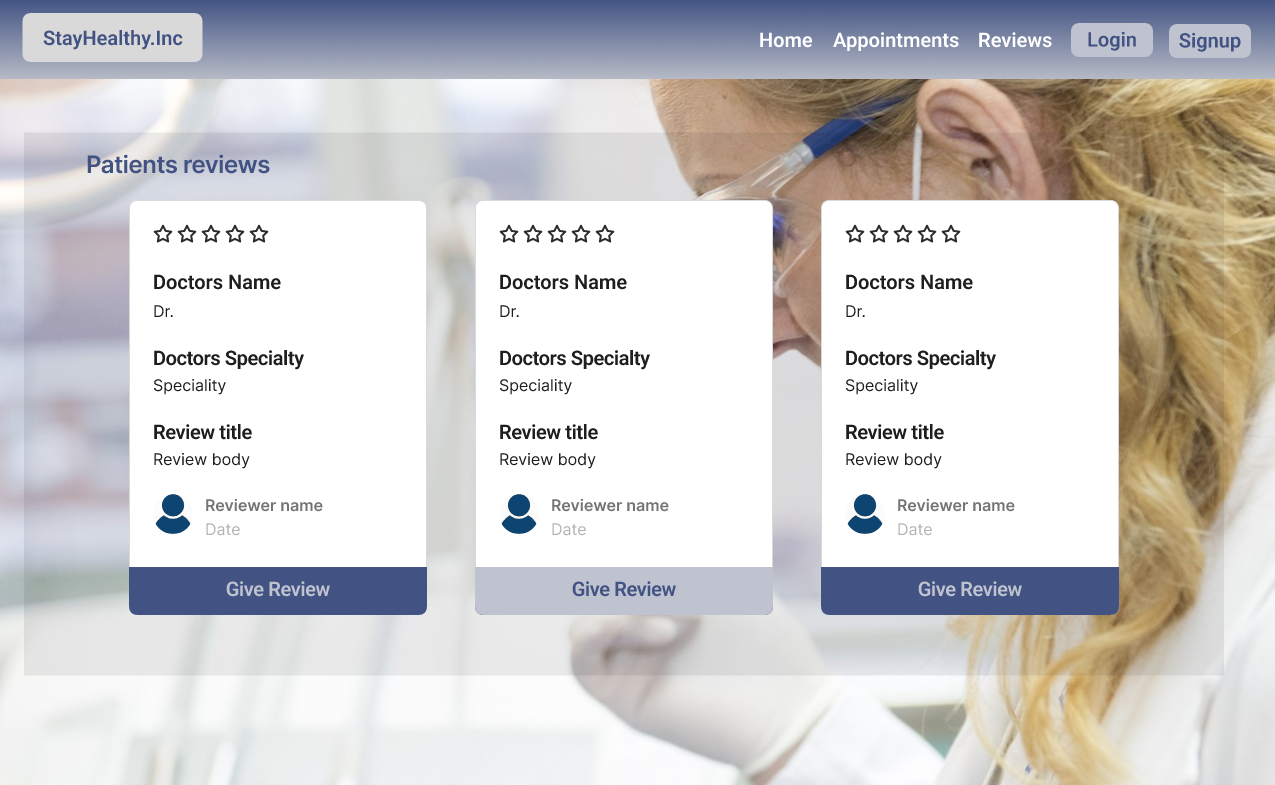 StayHealthy.Inc
Home Appointments Reviews Login Signup
Patients reviews
Doctors Name
Dr.
Doctors Specialty
Speciality
Review title
Review body
Reviewer name
Date
Give Review
Doctors Name
Dr.
Doctors Specialty
Speciality
Review title
Review body
Reviewer name
Date
Give Review
Doctors Name
Dr.
Doctors Specialty
Speciality
Review title
Review body
Reviewer name
Date
Give Review